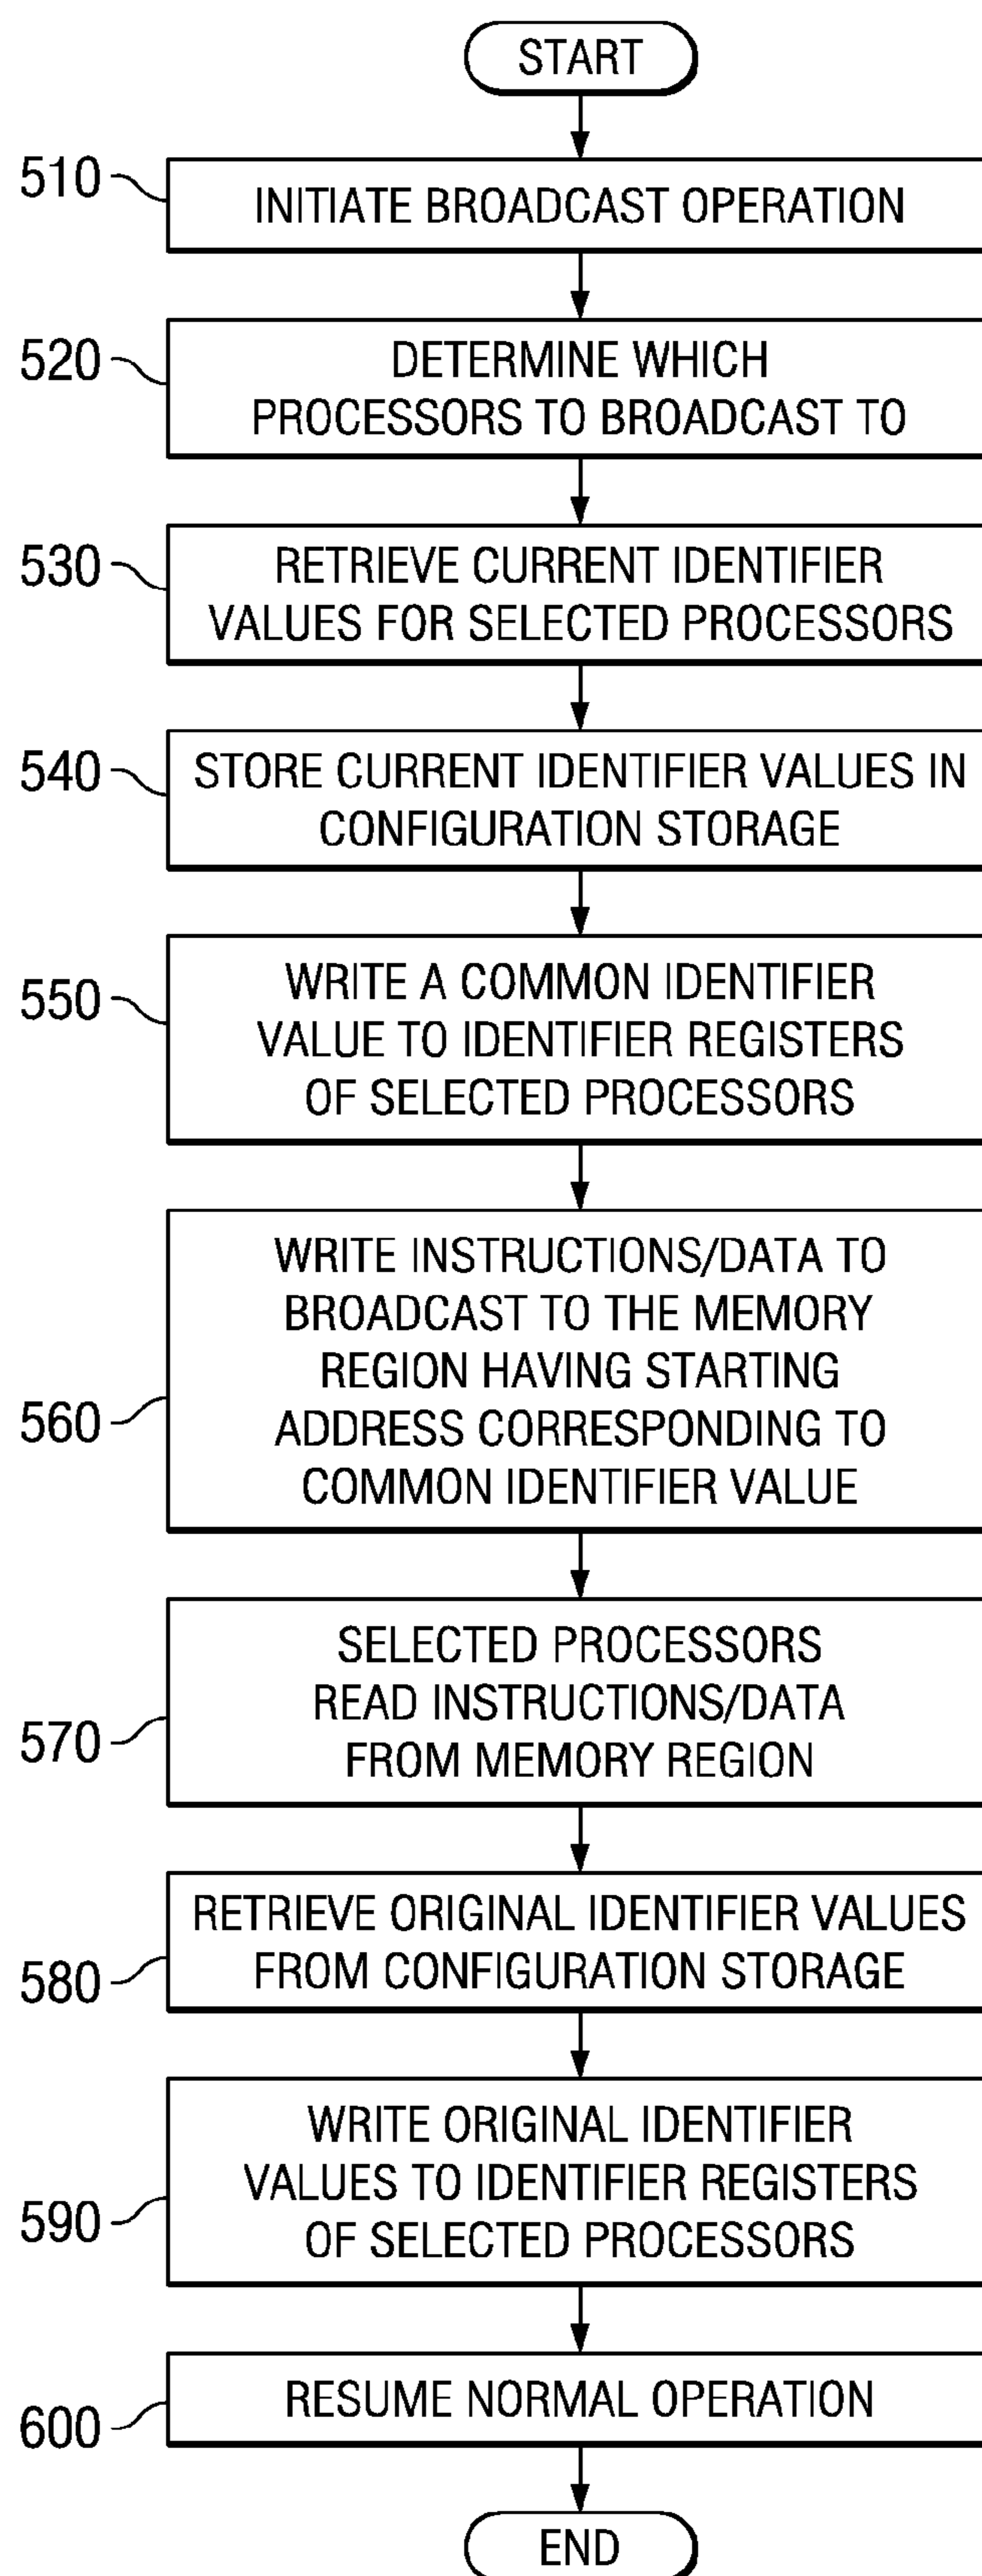 START
510
INITIATE BROADCAST OPERATION
520
DETERMINE WHICH
PROCESSORS TO BROADCAST TO
530
RETRIEVE CURRENT IDENTIFIER
VALUES FOR SELECTED PROCESSORS
540
STORE CURRENT IDENTIFIER VALUES IN
CONFIGURATION STORAGE
550
WRITE A COMMON IDENTIFIER
VALUE TO IDENTIFIER REGISTERS
OF SELECTED PROCESSORS
560
WRITE INSTRUCTIONS/DATA TO
BROADCAST TO THE MEMORY
REGION HAVING STARTING
ADDRESS CORRESPONDING TO
COMMON IDENTIFIER VALUE
570
SELECTED PROCESSORS
READ INSTRUCTIONS/DATA
FROM MEMORY REGION
580
RETRIEVE ORIGINAL IDENTIFIER VALUES
FROM CONFIGURATION STORAGE
590
WRITE ORIGINAL IDENTIFIER
VALUES TO IDENTIFIER REGISTERS
OF SELECTED PROCESSORS
600
RESUME NORMAL OPERATION
END